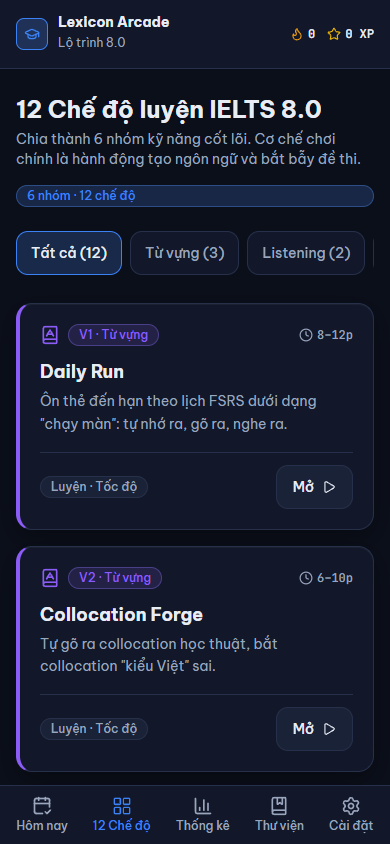 Lexicon Arcade
Lộ trình 8.0
0
0 XP
12 Chế độ luyện IELTS 8.0
Chia thành 6 nhóm kỹ năng cốt lõi. Cơ chế chơi
chính là hành động tạo ngôn ngữ và bắt bẫy đề thi.
6 nhóm · 12 chế độ
Tất cả (12)
Từ vựng (3)
Listening (2)
V1 · Từ vựng
8–12p
Daily Run
Ôn thẻ đến hạn theo lịch FSRS dưới dạng
"chạy màn": tự nhớ ra, gõ ra, nghe ra.
Luyện · Tốc độ
Mở
V2 · Từ vựng
6–10p
Collocation Forge
Tự gõ ra collocation học thuật, bắt
collocation "kiểu Việt" sai.
Luyện · Tốc độ
Mở
Hôm nay
12 Chế độ
Thống kê
Thư viện
Cài đặt